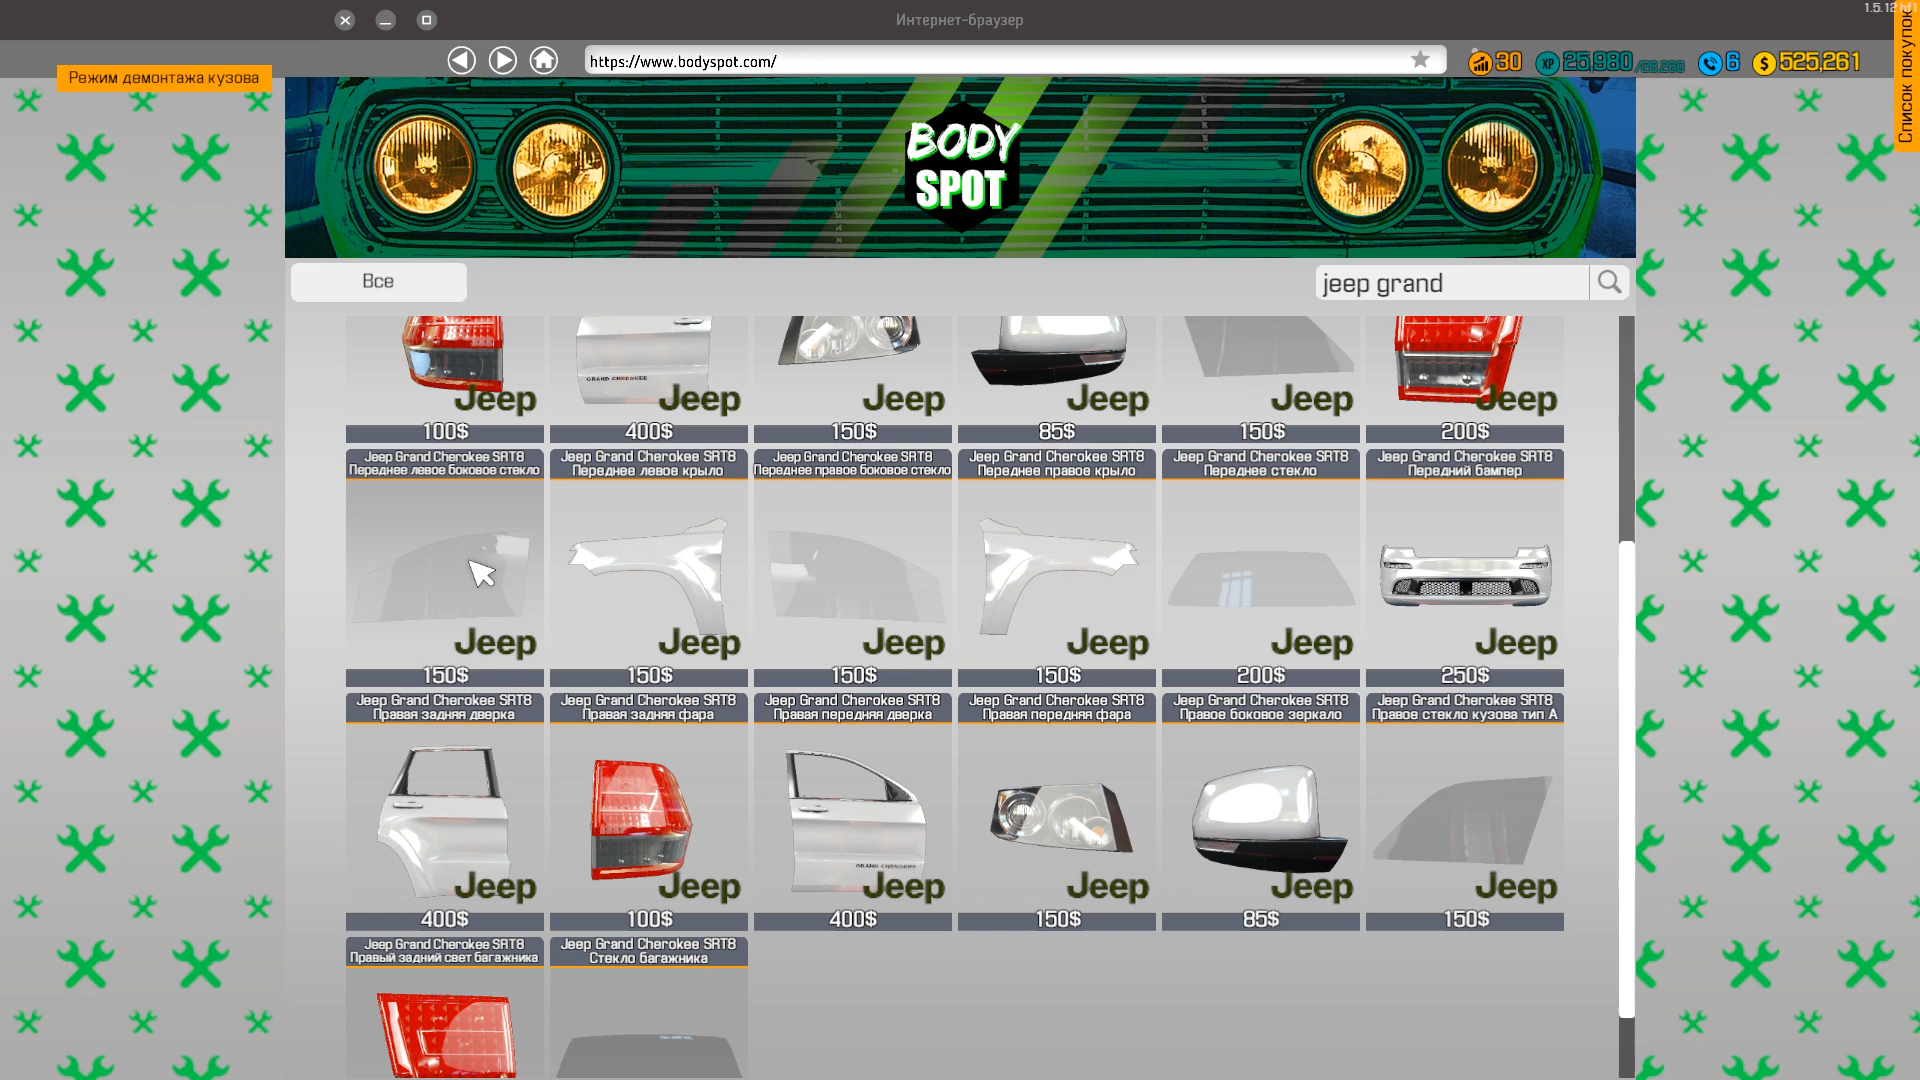 Интернет-браузер
1.5.12
https://www.bodyspot.com/
30
XP 25,980
6
$ 525,261
Режим демонтажа кузова
Список покупок
BODY
SPOT
Все
jeep grand
GRAND CHEROKEE
Jeep Jeep Jeep Jeep Jeep Jeep
100$ 400$ 150$ 85$ 150$ 200$
Jeep Grand Cherokee SRT8
Переднее левое боковое стекло
Jeep Grand Cherokee SRT8
Переднее левое крыло
Jeep Grand Cherokee SRT8
Переднее правое боковое стекло
Jeep Grand Cherokee SRT8
Переднее правое крыло
Jeep Grand Cherokee SRT8
Переднее стекло
Jeep Grand Cherokee SRT8
Передний бампер
Jeep Jeep Jeep Jeep Jeep Jeep
150$ 150$ 150$ 150$ 200$ 250$
Jeep Grand Cherokee SRT8
Правая задняя дверка
Jeep Grand Cherokee SRT8
Правая задняя фара
Jeep Grand Cherokee SRT8
Правая передняя дверка
Jeep Grand Cherokee SRT8
Правая передняя фара
Jeep Grand Cherokee SRT8
Правое боковое зеркало
Jeep Grand Cherokee SRT8
Правое стекло кузова тип A
GRAND CHEROKEE
Jeep Jeep Jeep Jeep Jeep Jeep
400$ 100$ 400$ 150$ 85$ 150$
Jeep Grand Cherokee SRT8
Правый задний свет багажника
Jeep Grand Cherokee SRT8
Стекло багажника